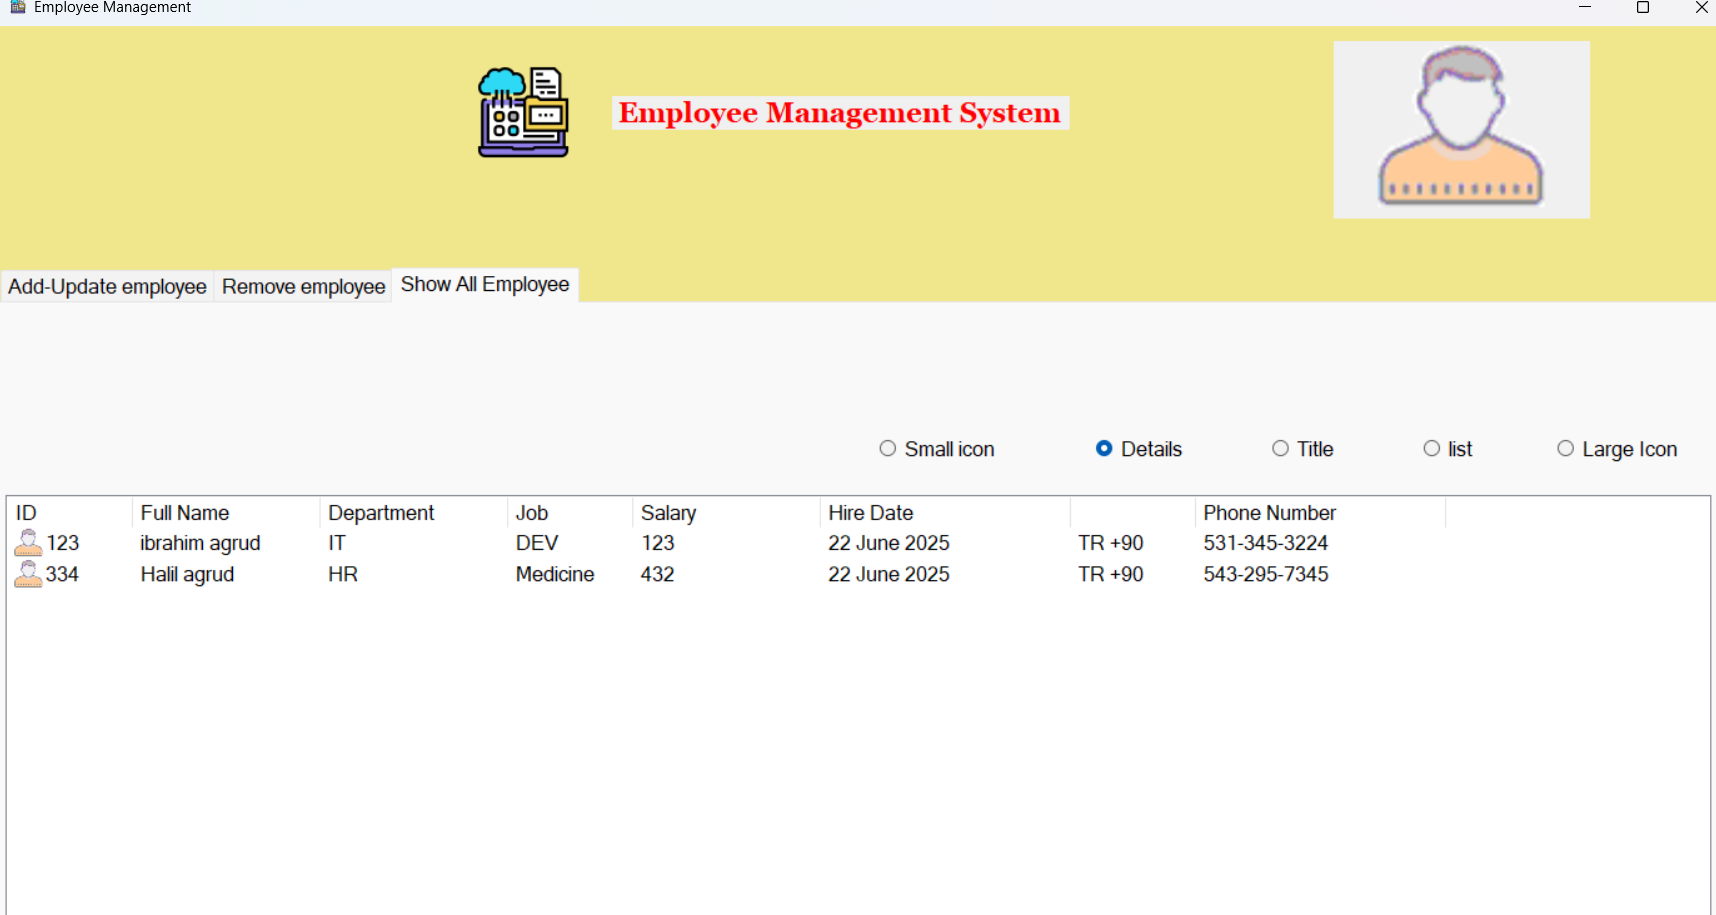 Employee Management
Employee Management System
Add-Update employee Remove employee Show All Employee
Small icon Details Title list Large Icon
ID Full Name Department Job Salary Hire Date Phone Number
123 ibrahim agrud IT DEV 123 22 June 2025 TR +90 531-345-3224
334 Halil agrud HR Medicine 432 22 June 2025 TR +90 543-295-7345